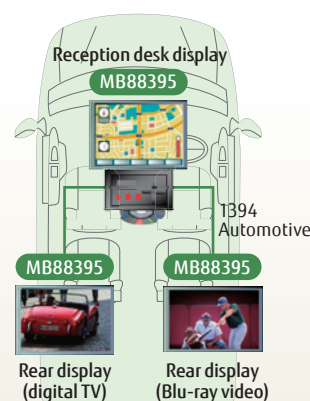 Reception desk display
MB88395
1394
Automotive
MB88395
MB88395
Rear display
(digital TV)
Rear display
(Blu-ray video)